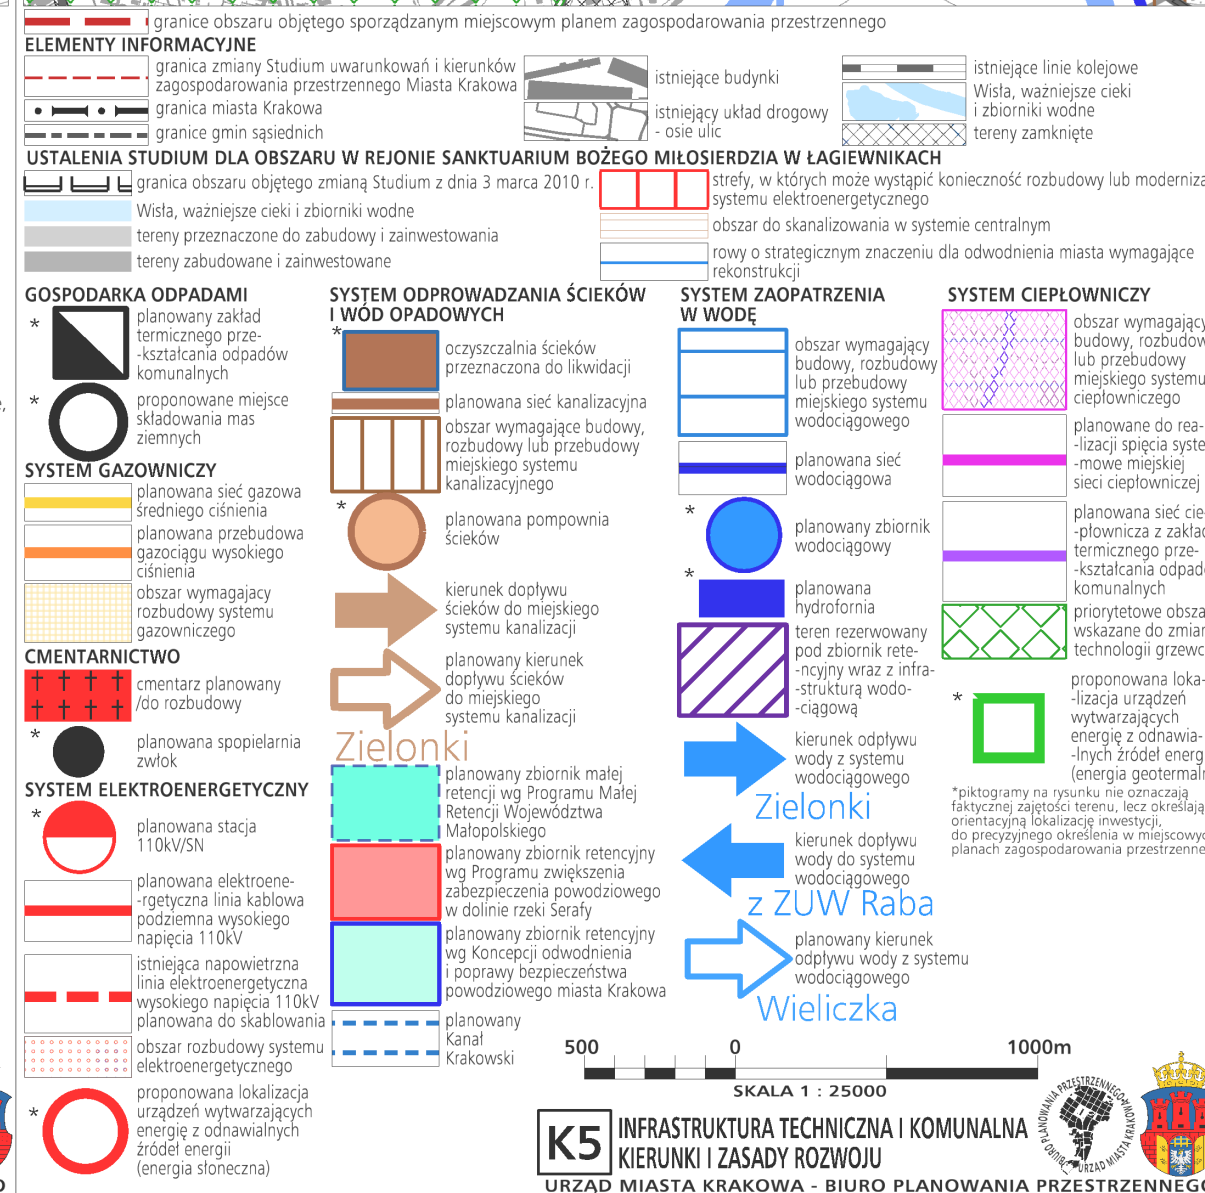 granice obszaru objętego sporządzanym miejscowym planem zagospodarowania przestrzennego
ELEMENTY INFORMACYJNE
granica zmiany Studium uwarunkowań i kierunków
zagospodarowania przestrzennego Miasta Krakowa
granica miasta Krakowa
granice gmin sąsiednich
istniejące budynki
istniejący układ drogowy
- osie ulic
istniejące linie kolejowe
Wisła, ważniejsze cieki
i zbiorniki wodne
tereny zamknięte
USTALENIA STUDIUM DLA OBSZARU W REJONIE SANKTUARIUM BOŻEGO MIŁOSIERDZIA W ŁAGIEWNIKACH
granica obszaru objętego zmianą Studium z dnia 3 marca 2010 r.
Wisła, ważniejsze cieki i zbiorniki wodne
tereny przeznaczone do zabudowy i zainwestowania
tereny zabudowane i zainwestowane
strefy, w których może wystąpić konieczność rozbudowy lub moderniza
systemu elektroenergetycznego
obszar do skanalizowania w systemie centralnym
rowy o strategicznym znaczeniu dla odwodnienia miasta wymagające
rekonstrukcji
GOSPODARKA ODPADAMI
*
planowany zakład
termicznego prze-
-kształcania odpadów
komunalnych
*
proponowane miejsce
składowania mas
ziemnych
SYSTEM GAZOWNICZY
planowana sieć gazowa
średniego ciśnienia
planowana przebudowa
gazociągu wysokiego
ciśnienia
obszar wymagajacy
rozbudowy systemu
gazowniczego
CMENTARNICTWO
cmentarz planowany
/do rozbudowy
*
planowana spopielarnia
zwłok
SYSTEM ELEKTROENERGETYCZNY
*
planowana stacja
110kV/SN
planowana elektroene-
-rgetyczna linia kablowa
podziemna wysokiego
napięcia 110kV
istniejąca napowietrzna
linia elektroenergetyczna
wysokiego napięcia 110kV
planowana do skablowania
obszar rozbudowy systemu
elektroenergetycznego
*
proponowana lokalizacja
urządzeń wytwarzających
energię z odnawialnych
źródeł energii
(energia słoneczna)
SYSTEM ODPROWADZANIA ŚCIEKÓW
I WÓD OPADOWYCH
*
oczyszczalnia ścieków
przeznaczona do likwidacji
planowana sieć kanalizacyjna
obszar wymagające budowy,
rozbudowy lub przebudowy
miejskiego systemu
kanalizacyjnego
*
planowana pompownia
ścieków
kierunek dopływu
ścieków do miejskiego
systemu kanalizacji
planowany kierunek
dopływu ścieków
do miejskiego
systemu kanalizacji
Zielonki
planowany zbiornik małej
retencji wg Programu Małej
Retencji Województwa
Małopolskiego
planowany zbiornik retencyjny
wg Programu zwiększenia
zabezpieczenia powodziowego
w dolinie rzeki Serafy
planowany zbiornik retencyjny
wg Koncepcji odwodnienia
i poprawy bezpieczeństwa
powodziowego miasta Krakowa
planowany
Kanał
Krakowski
SYSTEM ZAOPATRZENIA
W WODĘ
obszar wymagający
budowy, rozbudowy
lub przebudowy
miejskiego systemu
wodociągowego
planowana sieć
wodociągowa
*
planowany zbiornik
wodociągowy
*
planowana
hydrofornia
teren rezerwowany
pod zbiornik rete-
-ncyjny wraz z infra-
-strukturą wodo-
-ciągową
kierunek odpływu
wody z systemu
wodociągowego
Zielonki
kierunek dopływu
wody do systemu
wodociągowego
z ZUW Raba
planowany kierunek
odpływu wody z systemu
wodociągowego
Wieliczka
SYSTEM CIEPŁOWNICZY
obszar wymagający
budowy, rozbudow
lub przebudowy
miejskiego systemu
ciepłowniczego
planowane do rea-
-lizacji spięcia syste
-mowe miejskiej
sieci ciepłowniczej
planowana sieć cie-
-płownicza z zakład
termicznego prze-
-kształcania odpad
komunalnych
priorytetowe obsza
wskazane do zmian
technologii grzewc
*
proponowana loka-
-lizacja urządzeń
wytwarzających
energię z odnawia-
-lnych źródeł energ
(energia geotermaln
*piktogramy na rysunku nie oznaczają
faktycznej zajętości terenu, lecz określają
orientacyjną lokalizację inwestycji,
do precyzyjnego określenia w miejscowyc
planach zagospodarowania przestrzenne
500 0 1000m
SKALA 1 : 25000
K5
INFRASTRUKTURA TECHNICZNA I KOMUNALNA
KIERUNKI I ZASADY ROZWOJU
BIURO PLANOWANIA PRZESTRZENNEGO
URZĄD MIASTA KRAKOWA
URZĄD MIASTA KRAKOWA - BIURO PLANOWANIA PRZESTRZENNEGO